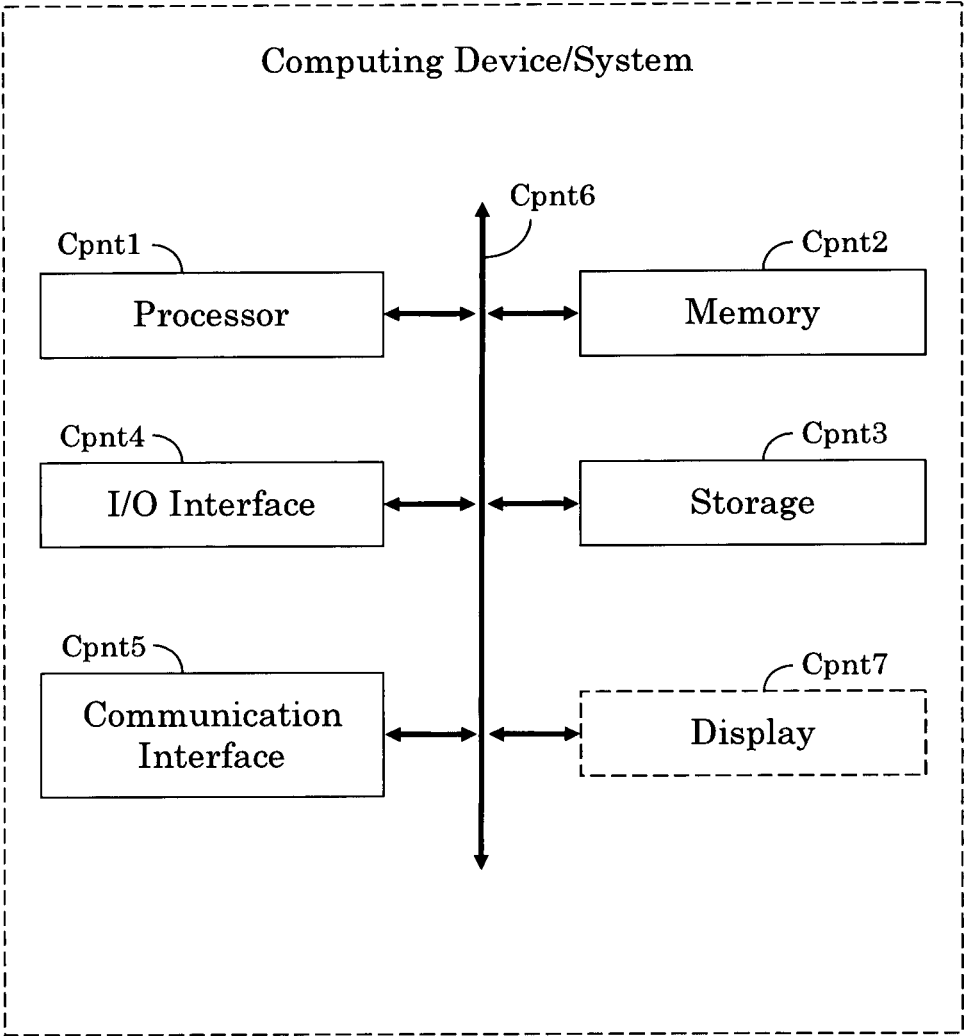 Computing Device/System
Cpnt6
Cpnt1
Cpnt2
Processor
Memory
Cpnt4
Cpnt3
I/O Interface
Storage
Cpnt5
Cpnt7
Communication
Interface
Display